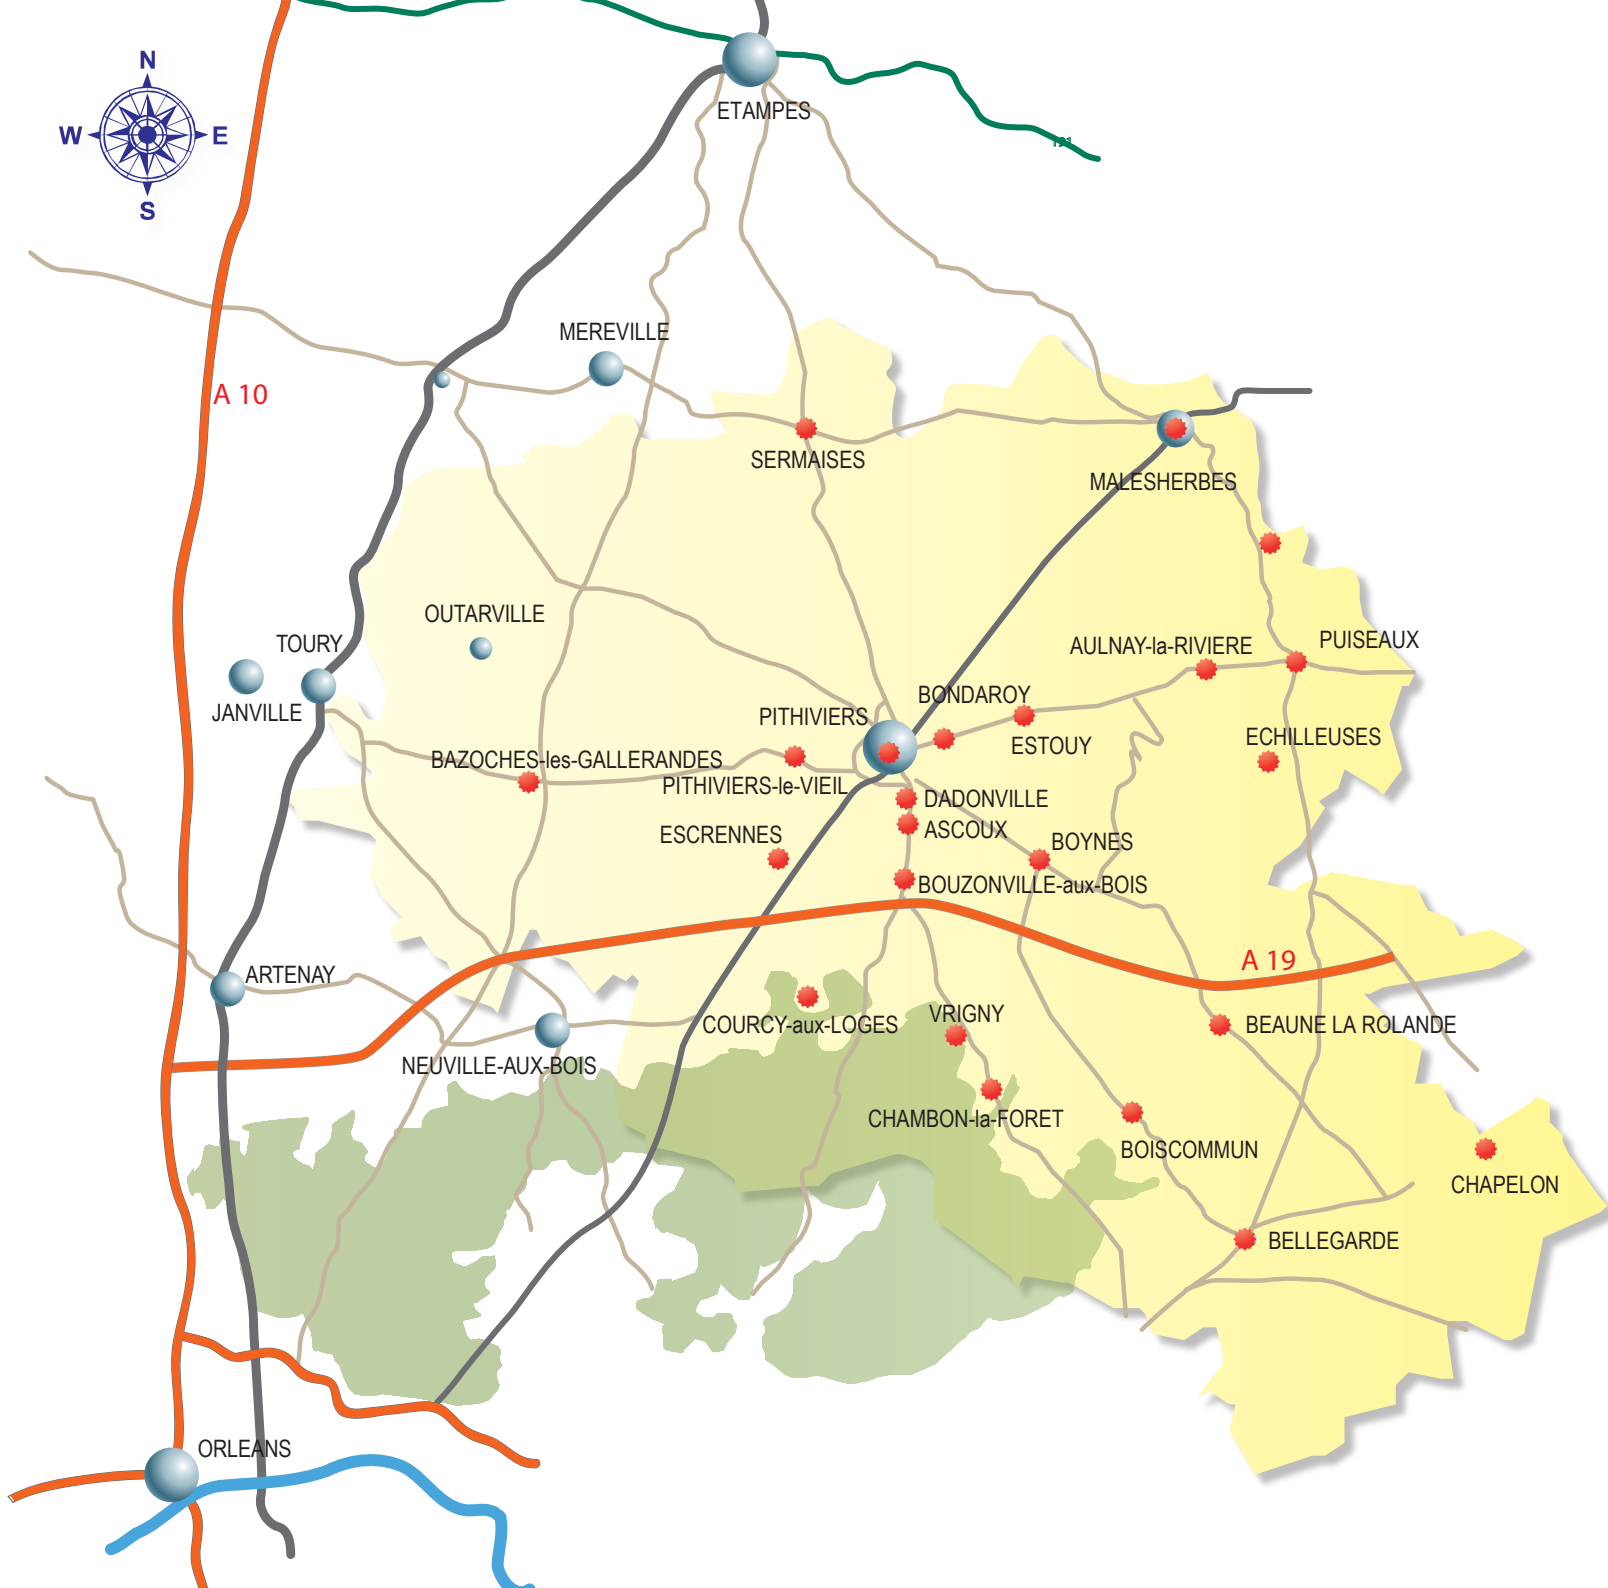 N
W
E
S
ETAMPES
191
MEREVILLE
A 10
SERMAISES
MALESHERBES
OUTARVILLE
TOURY
JANVILLE
AULNAY-la-RIVIERE
PUISEAUX
BONDAROY
PITHIVIERS
ESTOUY
ECHILLEUSES
BAZOCHES-les-GALLERANDES
PITHIVIERS-le-VIEIL
DADONVILLE
ASCOUX
ESCRENNES
BOYNES
BOUZONVILLE-aux-BOIS
A 19
ARTENAY
COURCY-aux-LOGES
VRIGNY
BEAUNE LA ROLANDE
NEUVILLE-AUX-BOIS
CHAMBON-la-FORET
BOISCOMMUN
CHAPELON
BELLEGARDE
ORLEANS